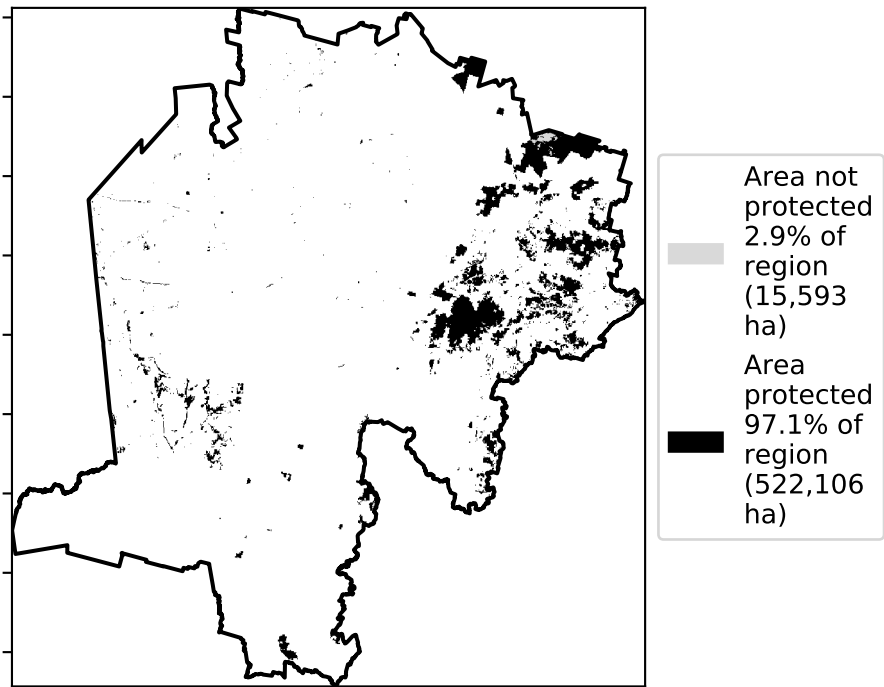 Area not
protected
2.9% of
region
(15,593
ha)
Area
protected
97.1% of
region
(522,106
ha)